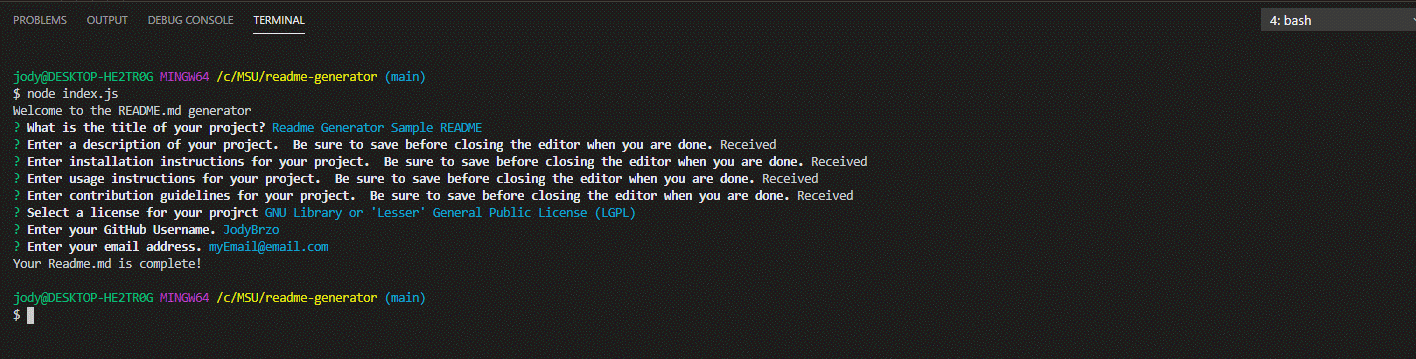 PROBLEMS OUTPUT DEBUG CONSOLE TERMINAL 4: bash
jody@DESKTOP-HE2TR0G MINGW64 /c/MSU/readme-generator (main)
$ node index.js
Welcome to the README.md generator
? What is the title of your project? Readme Generator Sample README
? Enter a description of your project.  Be sure to save before closing the editor when you are done. Received
? Enter installation instructions for your project.  Be sure to save before closing the editor when you are done. Received
? Enter usage instructions for your project.  Be sure to save before closing the editor when you are done. Received
? Enter contribution guidelines for your project.  Be sure to save before closing the editor when you are done. Received
? Select a license for your projrct GNU Library or 'Lesser' General Public License (LGPL)
? Enter your GitHub Username. JodyBrzo
? Enter your email address. myEmail@email.com
Your Readme.md is complete!
jody@DESKTOP-HE2TR0G MINGW64 /c/MSU/readme-generator (main)
$